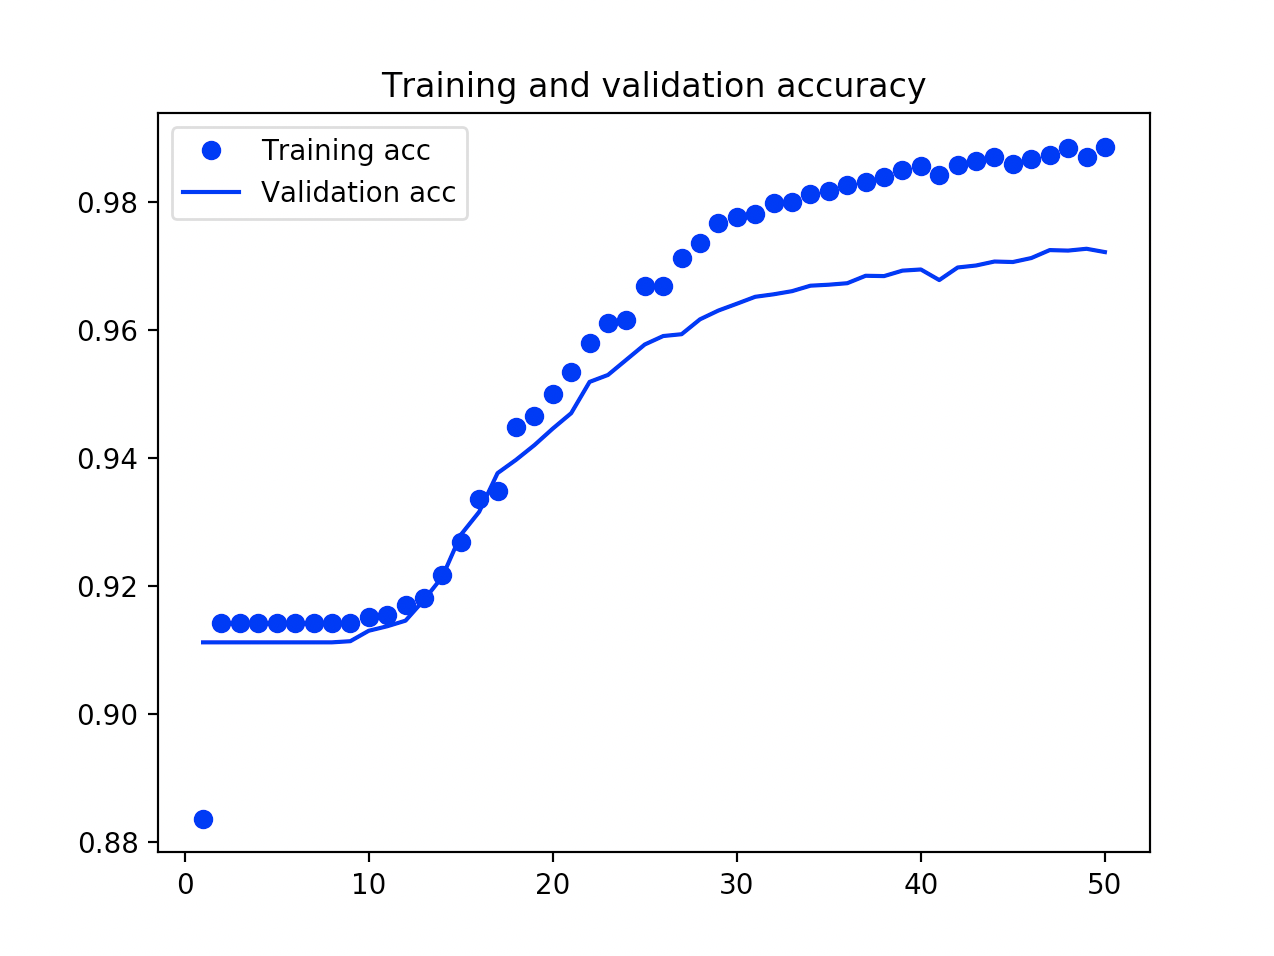 Training and validation accuracy
Training acc
Validation acc
0.98
0.96
0.94
0.92
0.90
0.88
0 10 20 30 40 50